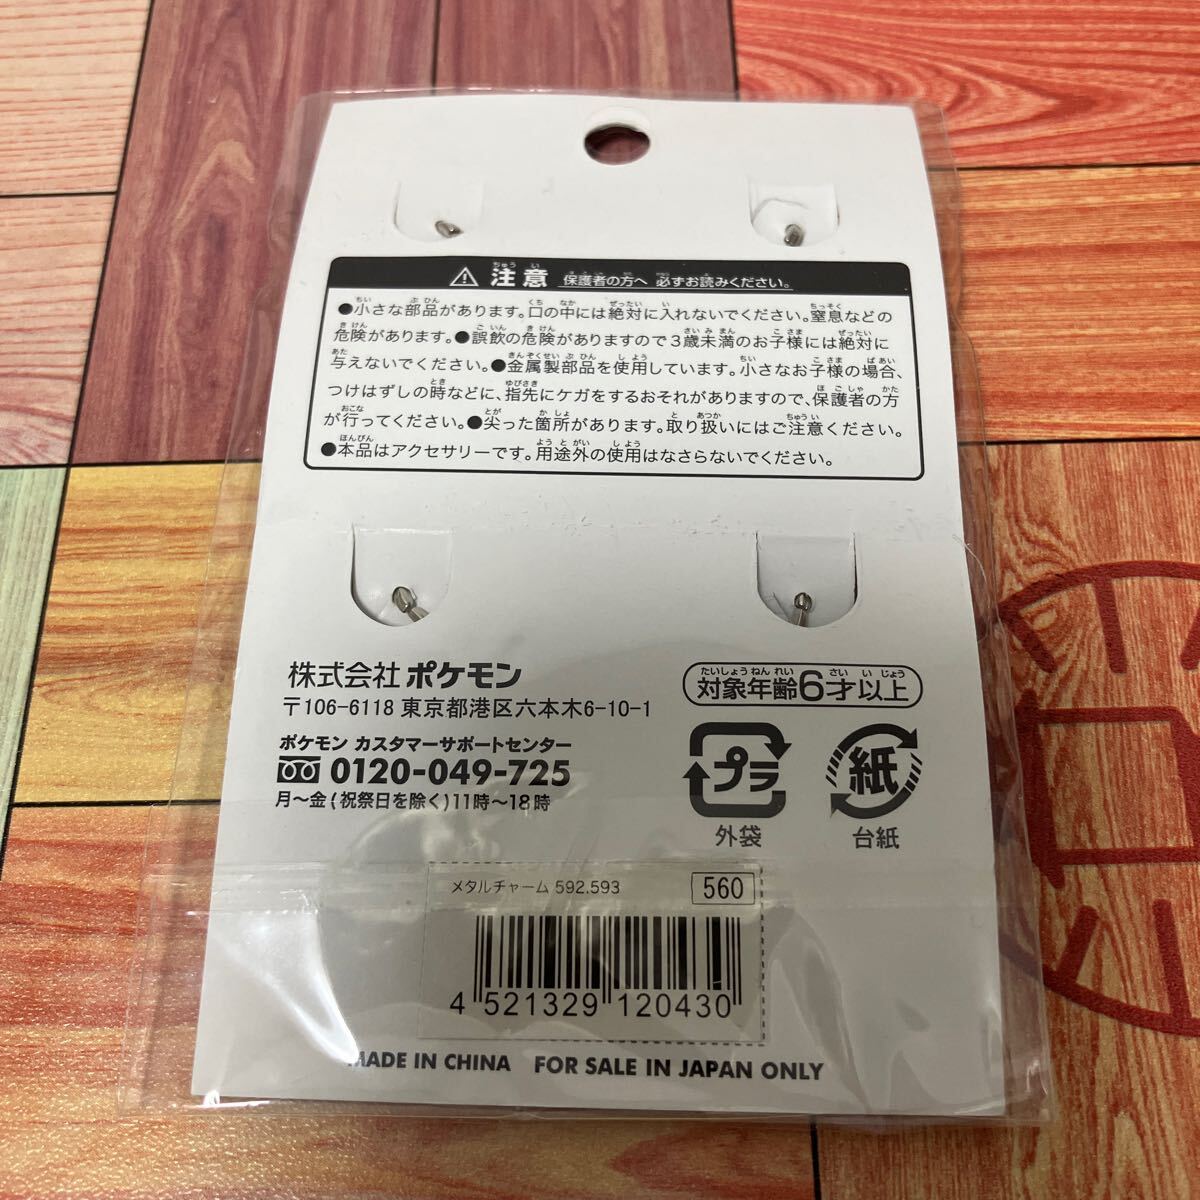 ⚠注意 保護者の方へ 必ずお読みください。
●小さな部品があります。口の中には絶対に入れないでください。窒息などの
危険があります。●誤飲の危険がありますので3歳未満のお子様には絶対に
与えないでください。●金属製部品を使用しています。小さなお子様の場合、
つけはずしの時などに、指先にケガをするおそれがありますので、保護者の方
が行ってください。●尖った箇所があります。取り扱いにはご注意ください。
●本品はアクセサリーです。用途外の使用はなさらないでください。
株式会社 ポケモン
〒106-6118 東京都港区六本木6-10-1
ポケモン カスタマーサポートセンター
0120-049-725
月〜金(祝祭日を除く)11時〜18時
たいしょうねんれい さい いじょう
対象年齢6才以上
プラ
外袋
紙
台紙
メタルチャーム 592.593 560
4 521329 120430
MADE IN CHINA FOR SALE IN JAPAN ONLY